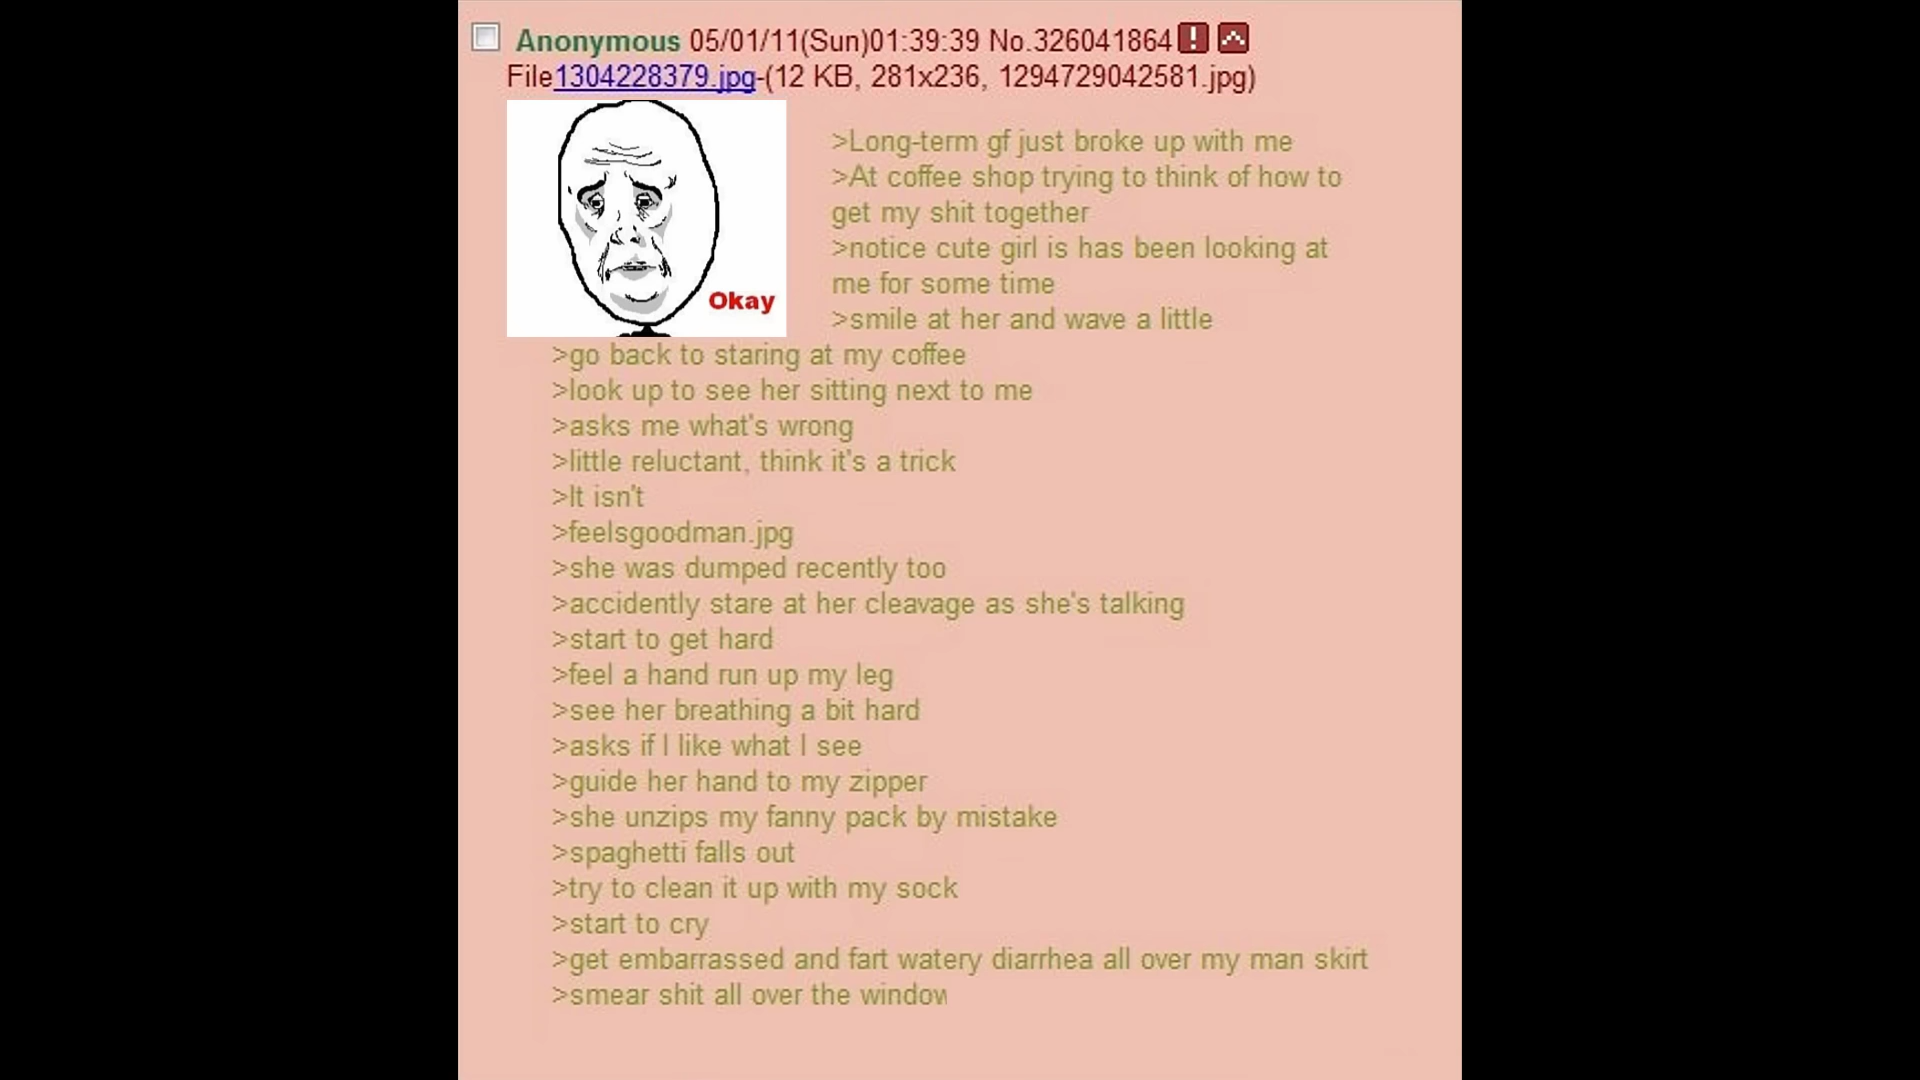 Anonymous 05/01/11(Sun)01:39:39 No.326041864
File1304228379.jpg-(12 KB, 281x236, 1294729042581.jpg)
Okay
>Long-term gf just broke up with me
>At coffee shop trying to think of how to
get my shit together
>notice cute girl is has been looking at
me for some time
>smile at her and wave a little
>go back to staring at my coffee
>look up to see her sitting next to me
>asks me what's wrong
>little reluctant, think it's a trick
>It isn't
>feelsgoodman.jpg
>she was dumped recently too
>accidently stare at her cleavage as she's talking
>start to get hard
>feel a hand run up my leg
>see her breathing a bit hard
>asks if I like what I see
>guide her hand to my zipper
>she unzips my fanny pack by mistake
>spaghetti falls out
>try to clean it up with my sock
>start to cry
>get embarrassed and fart watery diarrhea all over my man skirt
>smear shit all over the window